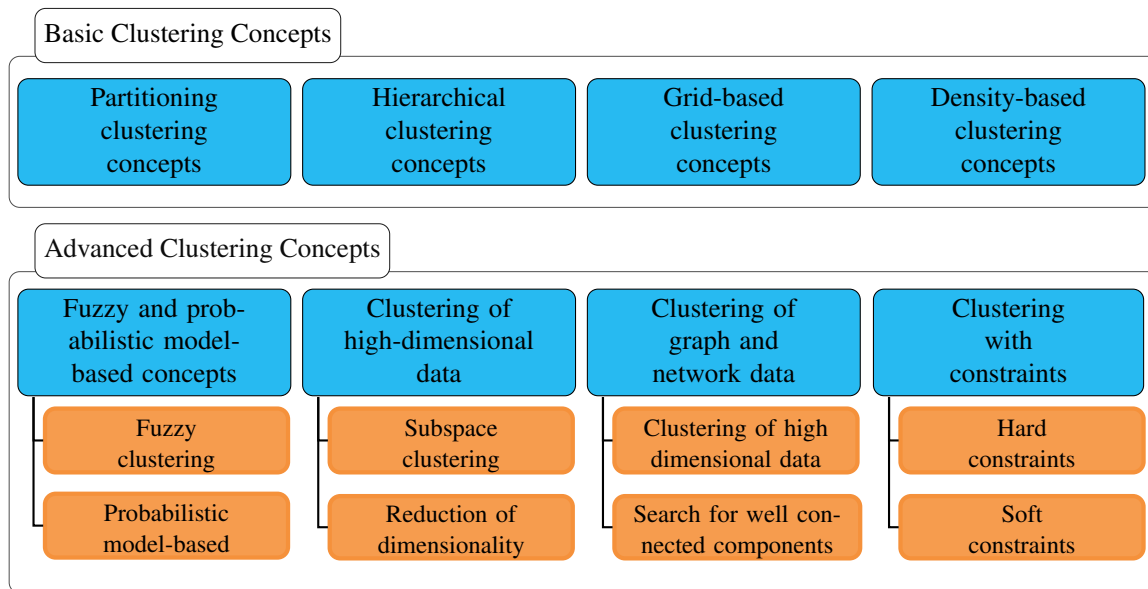 Basic Clustering Concepts
Partitioning
clustering
concepts
Hierarchical
clustering
concepts
Grid-based
clustering
concepts
Density-based
clustering
concepts
Advanced Clustering Concepts
Fuzzy and prob-
abilistic model-
based concepts
Clustering of
high-dimensional
data
Clustering of
graph and
network data
Clustering
with
constraints
Fuzzy
clustering
Subspace
clustering
Clustering of high
dimensional data
Hard
constraints
Probabilistic
model-based
Reduction of
dimensionality
Search for well con-
nected components
Soft
constraints